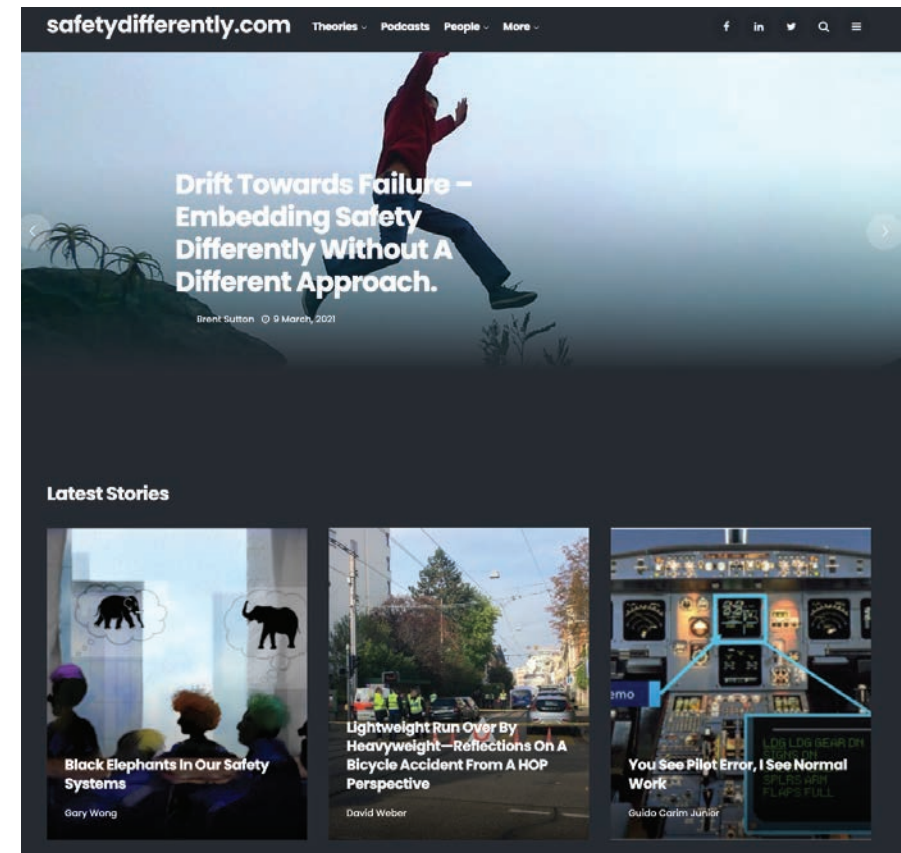 safetydifferently.com
Theories Podcasts People More
Drift Towards Failure –
Embedding Safety
Differently Without A
Different Approach.
Brent Sutton 9 March, 2021
Latest Stories
Black Elephants In Our Safety
Systems
Gary Wong
Lightweight Run Over By
Heavyweight—Reflections On A
Bicycle Accident From A HOP
Perspective
David Weber
emo
LDG LDG GEAR DN
SIGNS ON
SPLRS ARM
FLAPS FULL
You See Pilot Error, I See Normal
Work
Guido Carim Junior